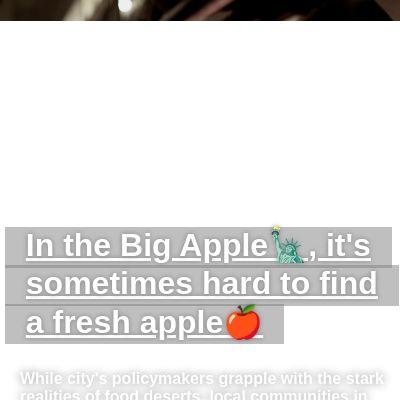 In the Big Apple🗽, it's
sometimes hard to find
a fresh apple🍎
While city's policymakers grapple with the stark
realities of food deserts, local communities in